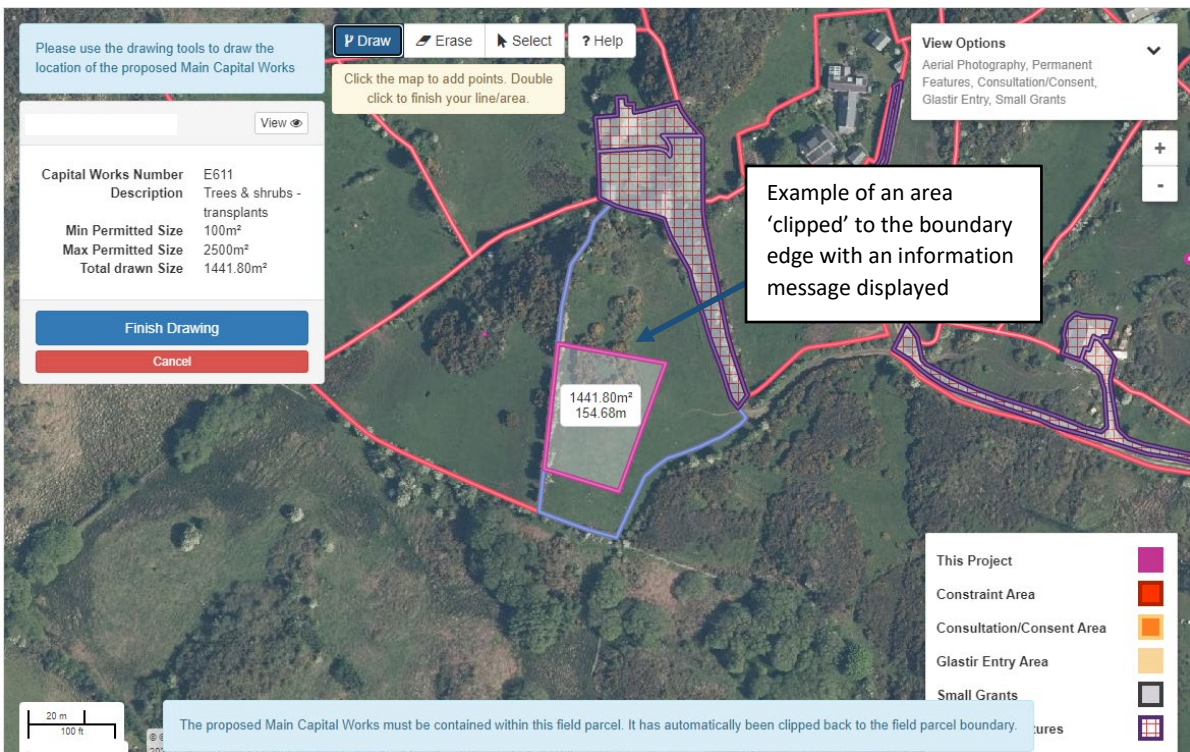 Please use the drawing tools to draw the
location of the proposed Main Capital Works
View
Capital Works Number E611
Description Trees & shrubs -
transplants
Min Permitted Size 100m²
Max Permitted Size 2500m²
Total drawn Size 1441.80m²
Finish Drawing
Cancel
Draw
Erase
Select
? Help
Click the map to add points. Double
click to finish your line/area.
View Options
Aerial Photography, Permanent
Features, Consultation/Consent,
Glastir Entry, Small Grants
+
-
Example of an area
‘clipped’ to the boundary
edge with an information
message displayed
1441.80m²
154.68m
This Project
Constraint Area
Consultation/Consent Area
Glastir Entry Area
Small Grants
tures
20 m
100 ft
The proposed Main Capital Works must be contained within this field parcel. It has automatically been clipped back to the field parcel boundary.